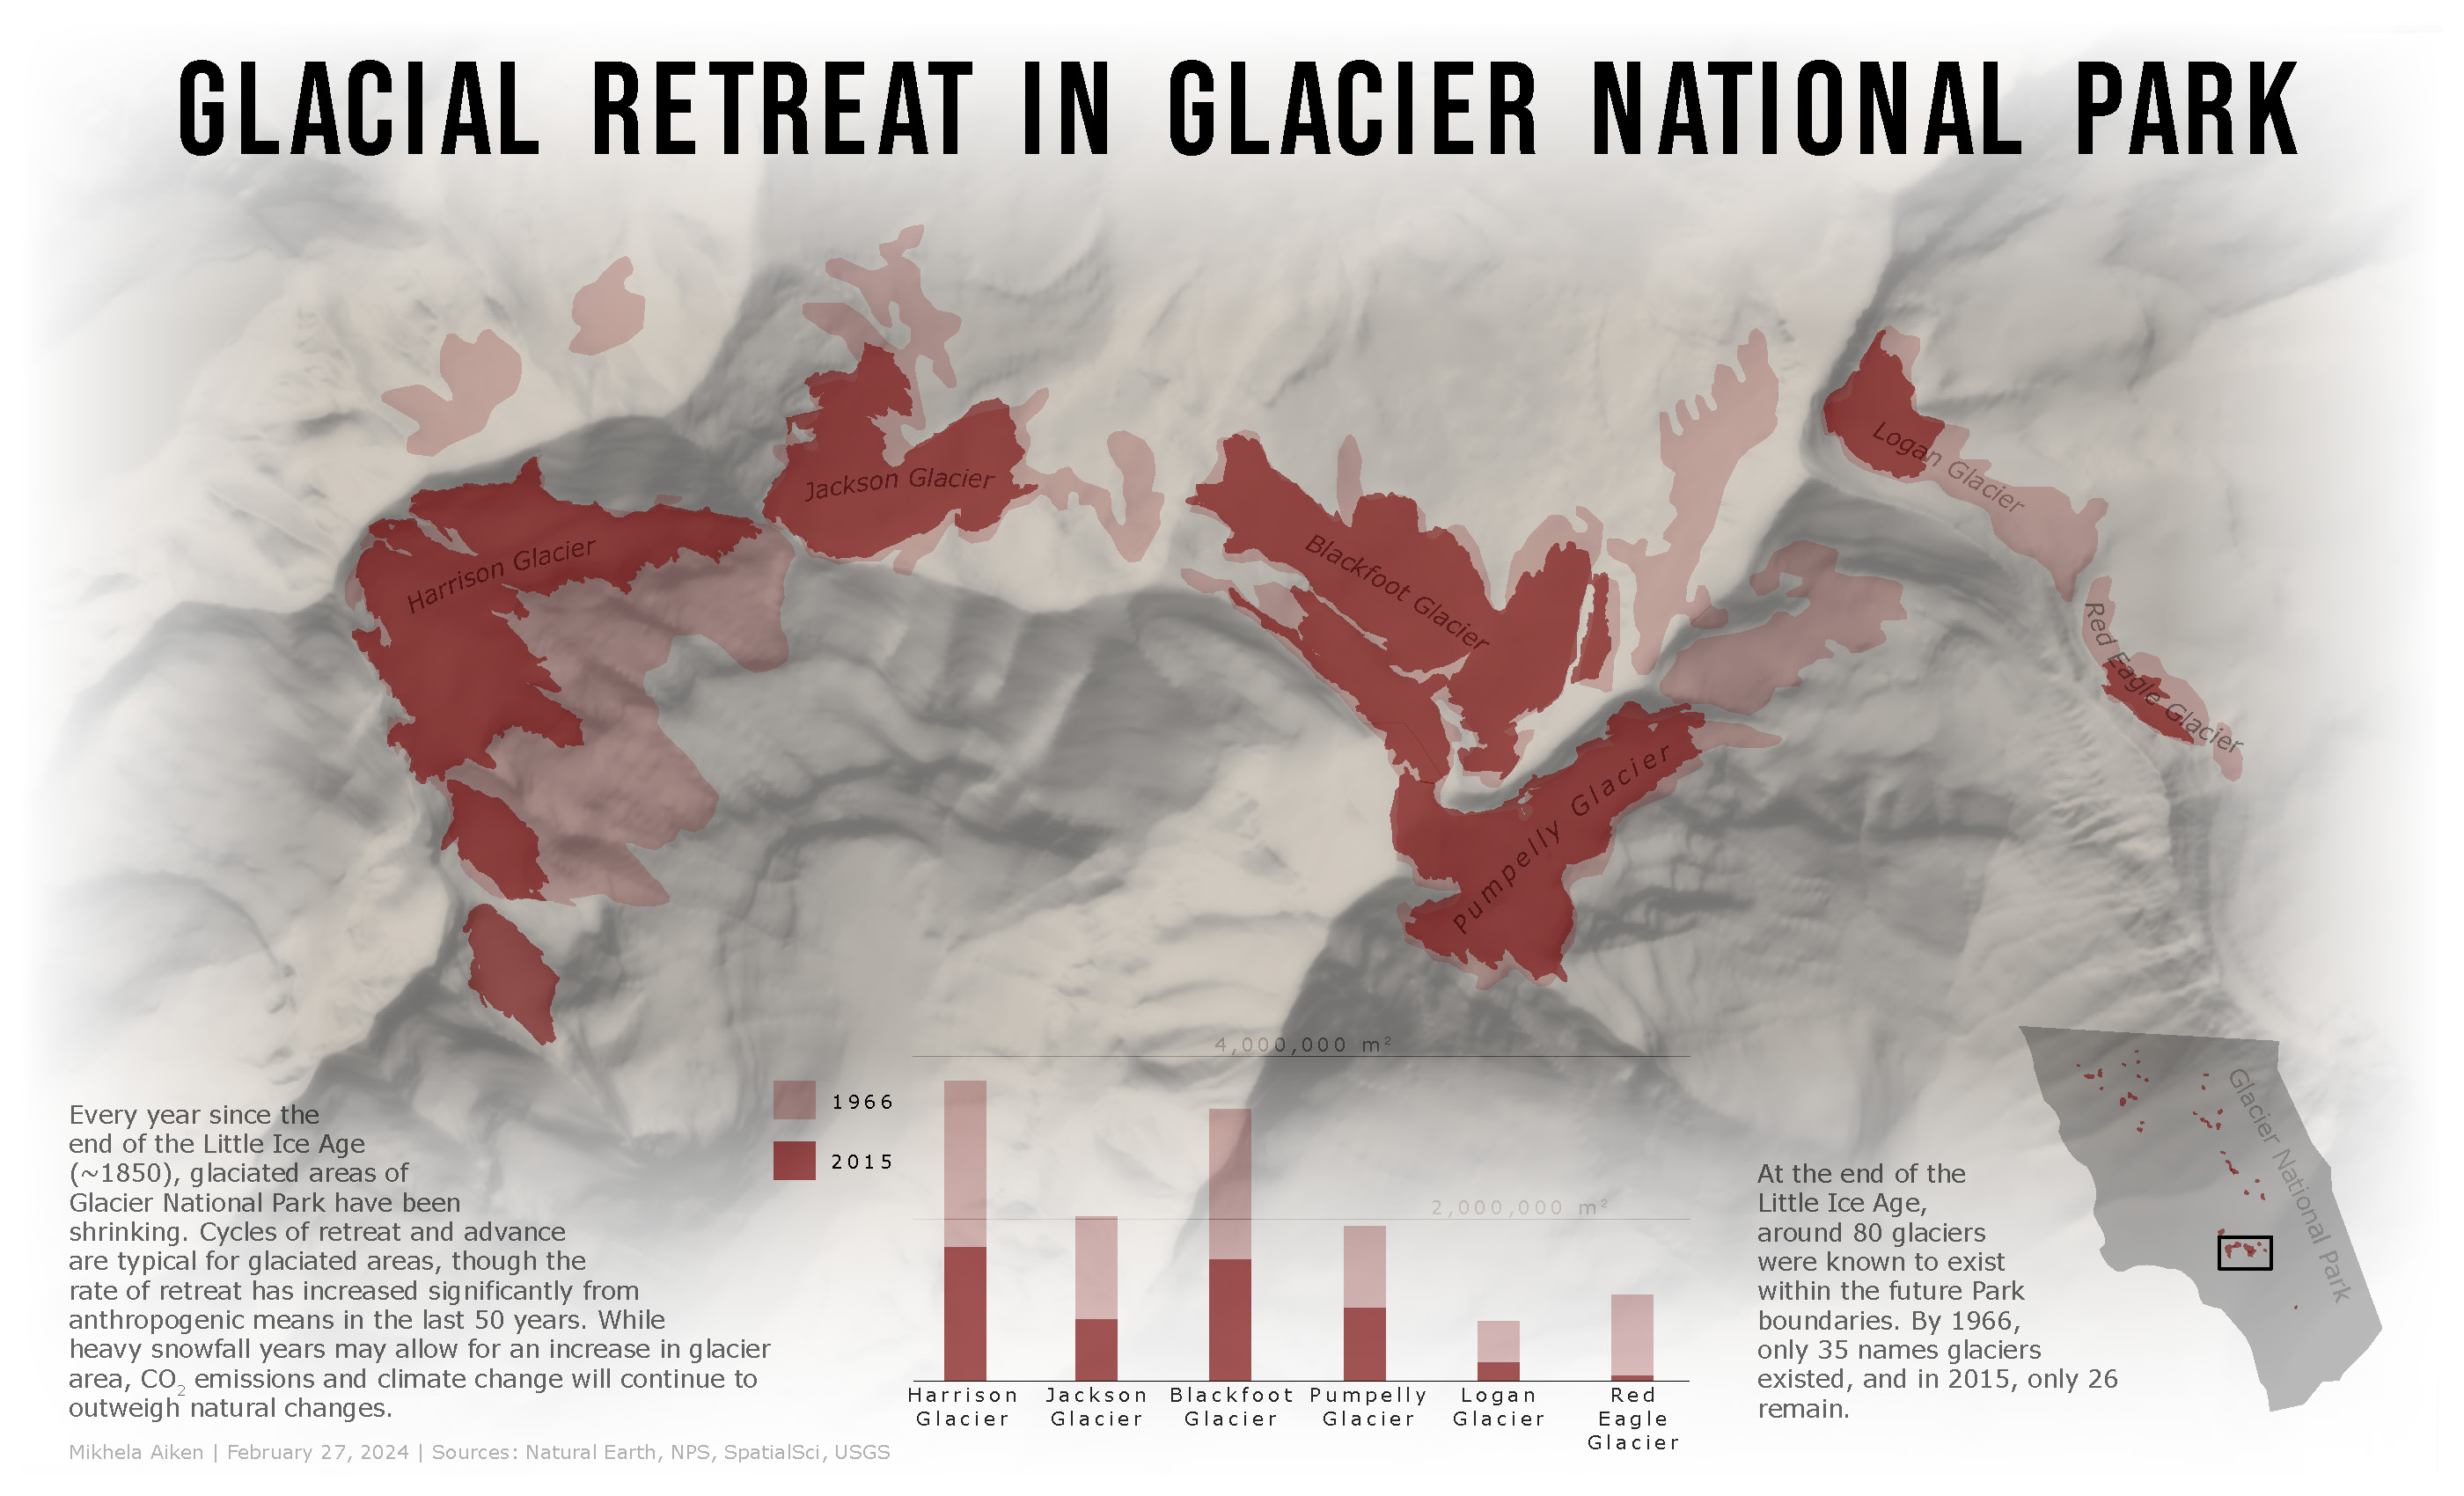 GLACIAL RETREAT IN GLACIER NATIONAL PARK
Harrison Glacier
Jackson Glacier
Blackfoot Glacier
Pumpelly Glacier
Logan Glacier
Red Eagle Glacier
Every year since the
end of the Little Ice Age
(~1850), glaciated areas of
Glacier National Park have been
shrinking. Cycles of retreat and advance
are typical for glaciated areas, though the
rate of retreat has increased significantly from
anthropogenic means in the last 50 years. While
heavy snowfall years may allow for an increase in glacier
area, CO₂ emissions and climate change will continue to
outweigh natural changes.
Mikhela Aiken | February 27, 2024 | Sources: Natural Earth, NPS, SpatialSci, USGS
1966
2015
4,000,000 m²
2,000,000 m²
Harrison
Glacier
Jackson
Glacier
Blackfoot
Glacier
Pumpelly
Glacier
Logan
Glacier
Red
Eagle
Glacier
At the end of the
Little Ice Age,
around 80 glaciers
were known to exist
within the future Park
boundaries. By 1966,
only 35 names glaciers
existed, and in 2015, only 26
remain.
Glacier National Park